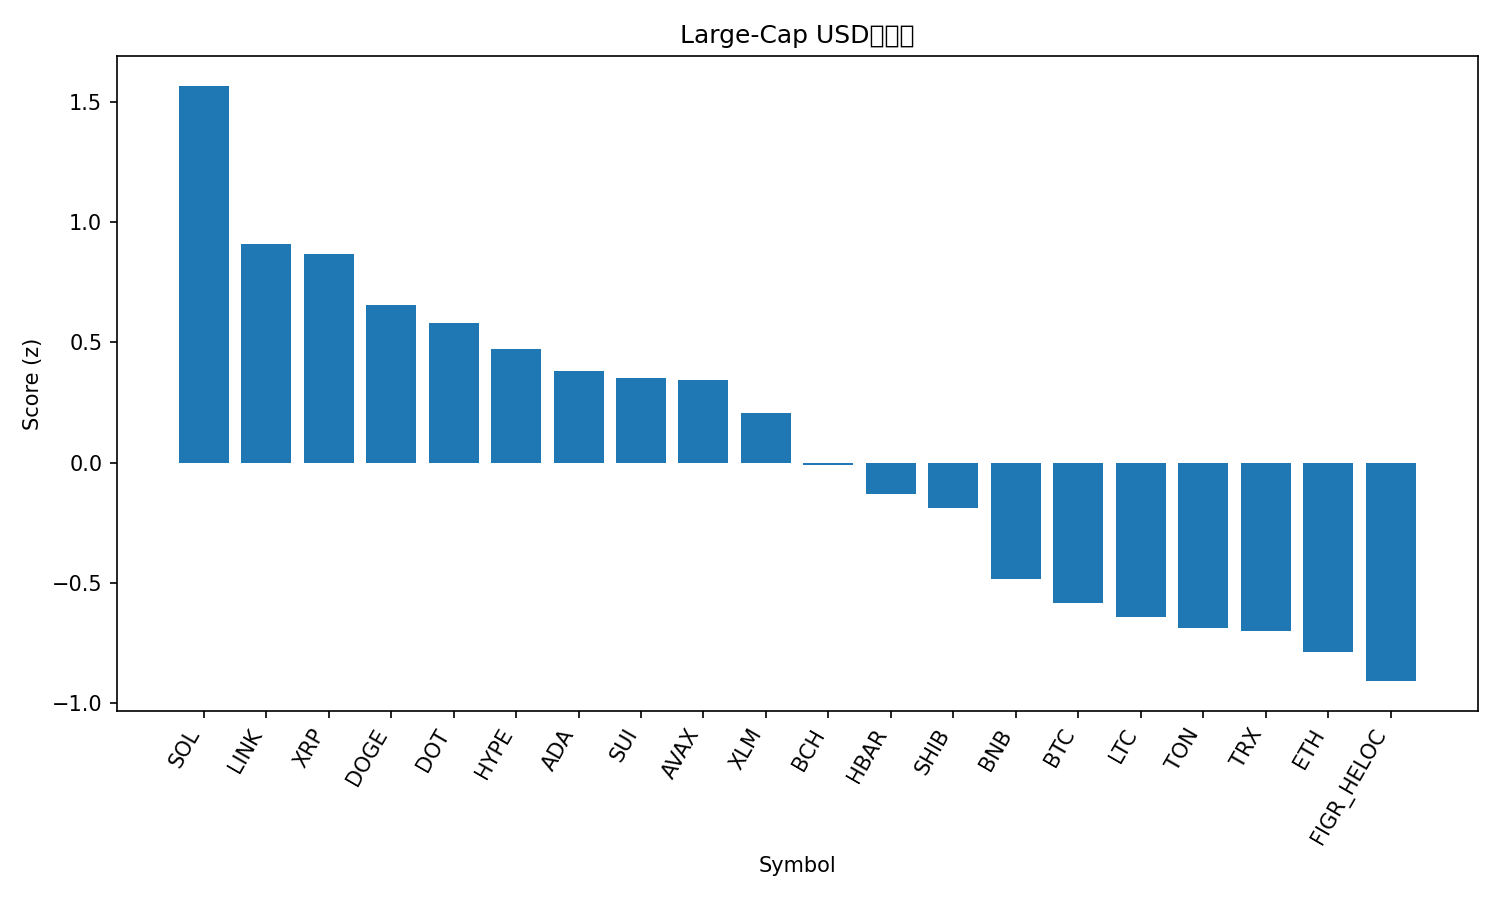 Large-Cap USD
Score (z)
1.5
1.0
0.5
0.0
−0.5
−1.0
SOL
LINK
XRP
DOGE
DOT
HYPE
ADA
SUI
AVAX
XLM
BCH
HBAR
SHIB
BNB
BTC
LTC
TON
TRX
ETH
FIGR_HELOC
Symbol